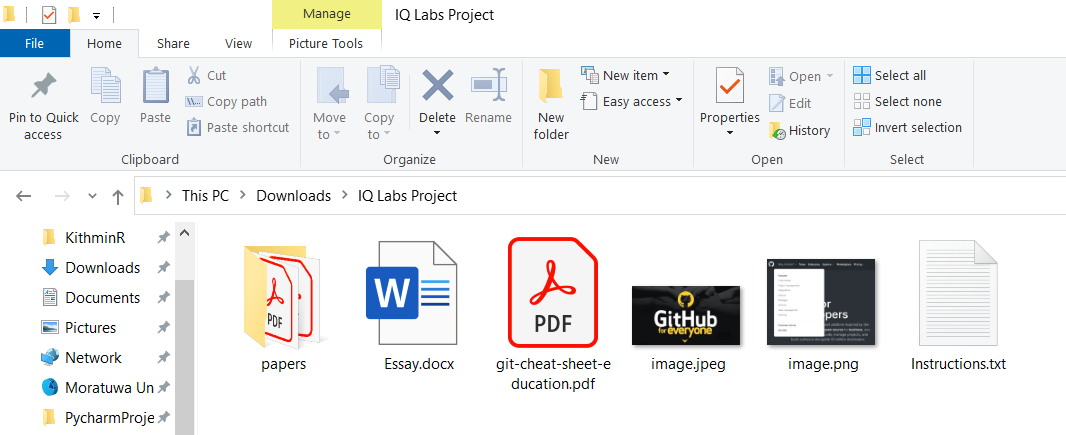 Manage
IQ Labs Project
File
Home
Share
View
Picture Tools
Pin to Quick
access
Copy
Paste
Cut
Copy path
Paste shortcut
Clipboard
Move
to
Copy
to
Delete
Rename
Organize
New
folder
New item
Easy access
New
Properties
Open
Edit
History
Open
Select all
Select none
Invert selection
Select
This PC
Downloads
IQ Labs Project
KithminR
Downloads
Documents
Pictures
Network
Moratuwa Un
PycharmProje
papers
W
Essay.docx
PDF
git-cheat-sheet-e
ducation.pdf
GitHub
for everyone
image.jpeg
image.png
Instructions.txt